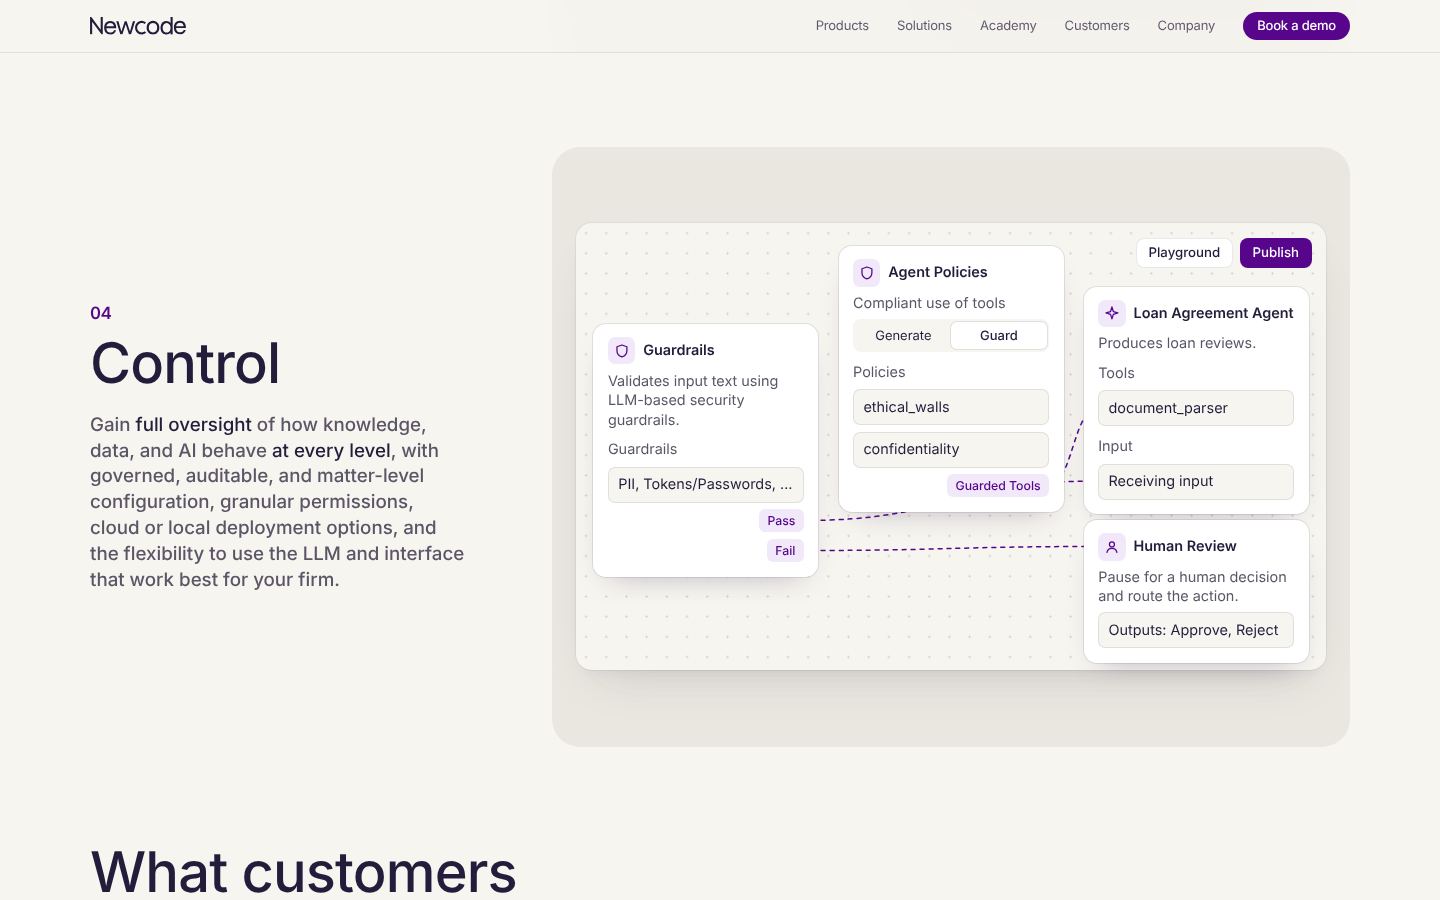 Newcode
Products
Solutions
Academy
Customers
Company
Book a demo
04
Control
Gain full oversight of how knowledge,
data, and AI behave at every level, with
governed, auditable, and matter-level
configuration, granular permissions,
cloud or local deployment options, and
the flexibility to use the LLM and interface
that work best for your firm.
Playground
Publish
Guardrails
Validates input text using
LLM-based security
guardrails.
Guardrails
PII, Tokens/Passwords, ...
Pass
Fail
Agent Policies
Compliant use of tools
Generate
Guard
Policies
ethical_walls
confidentiality
Guarded Tools
Loan Agreement Agent
Produces loan reviews.
Tools
document_parser
Input
Receiving input
Human Review
Pause for a human decision
and route the action.
Outputs: Approve, Reject
What customers